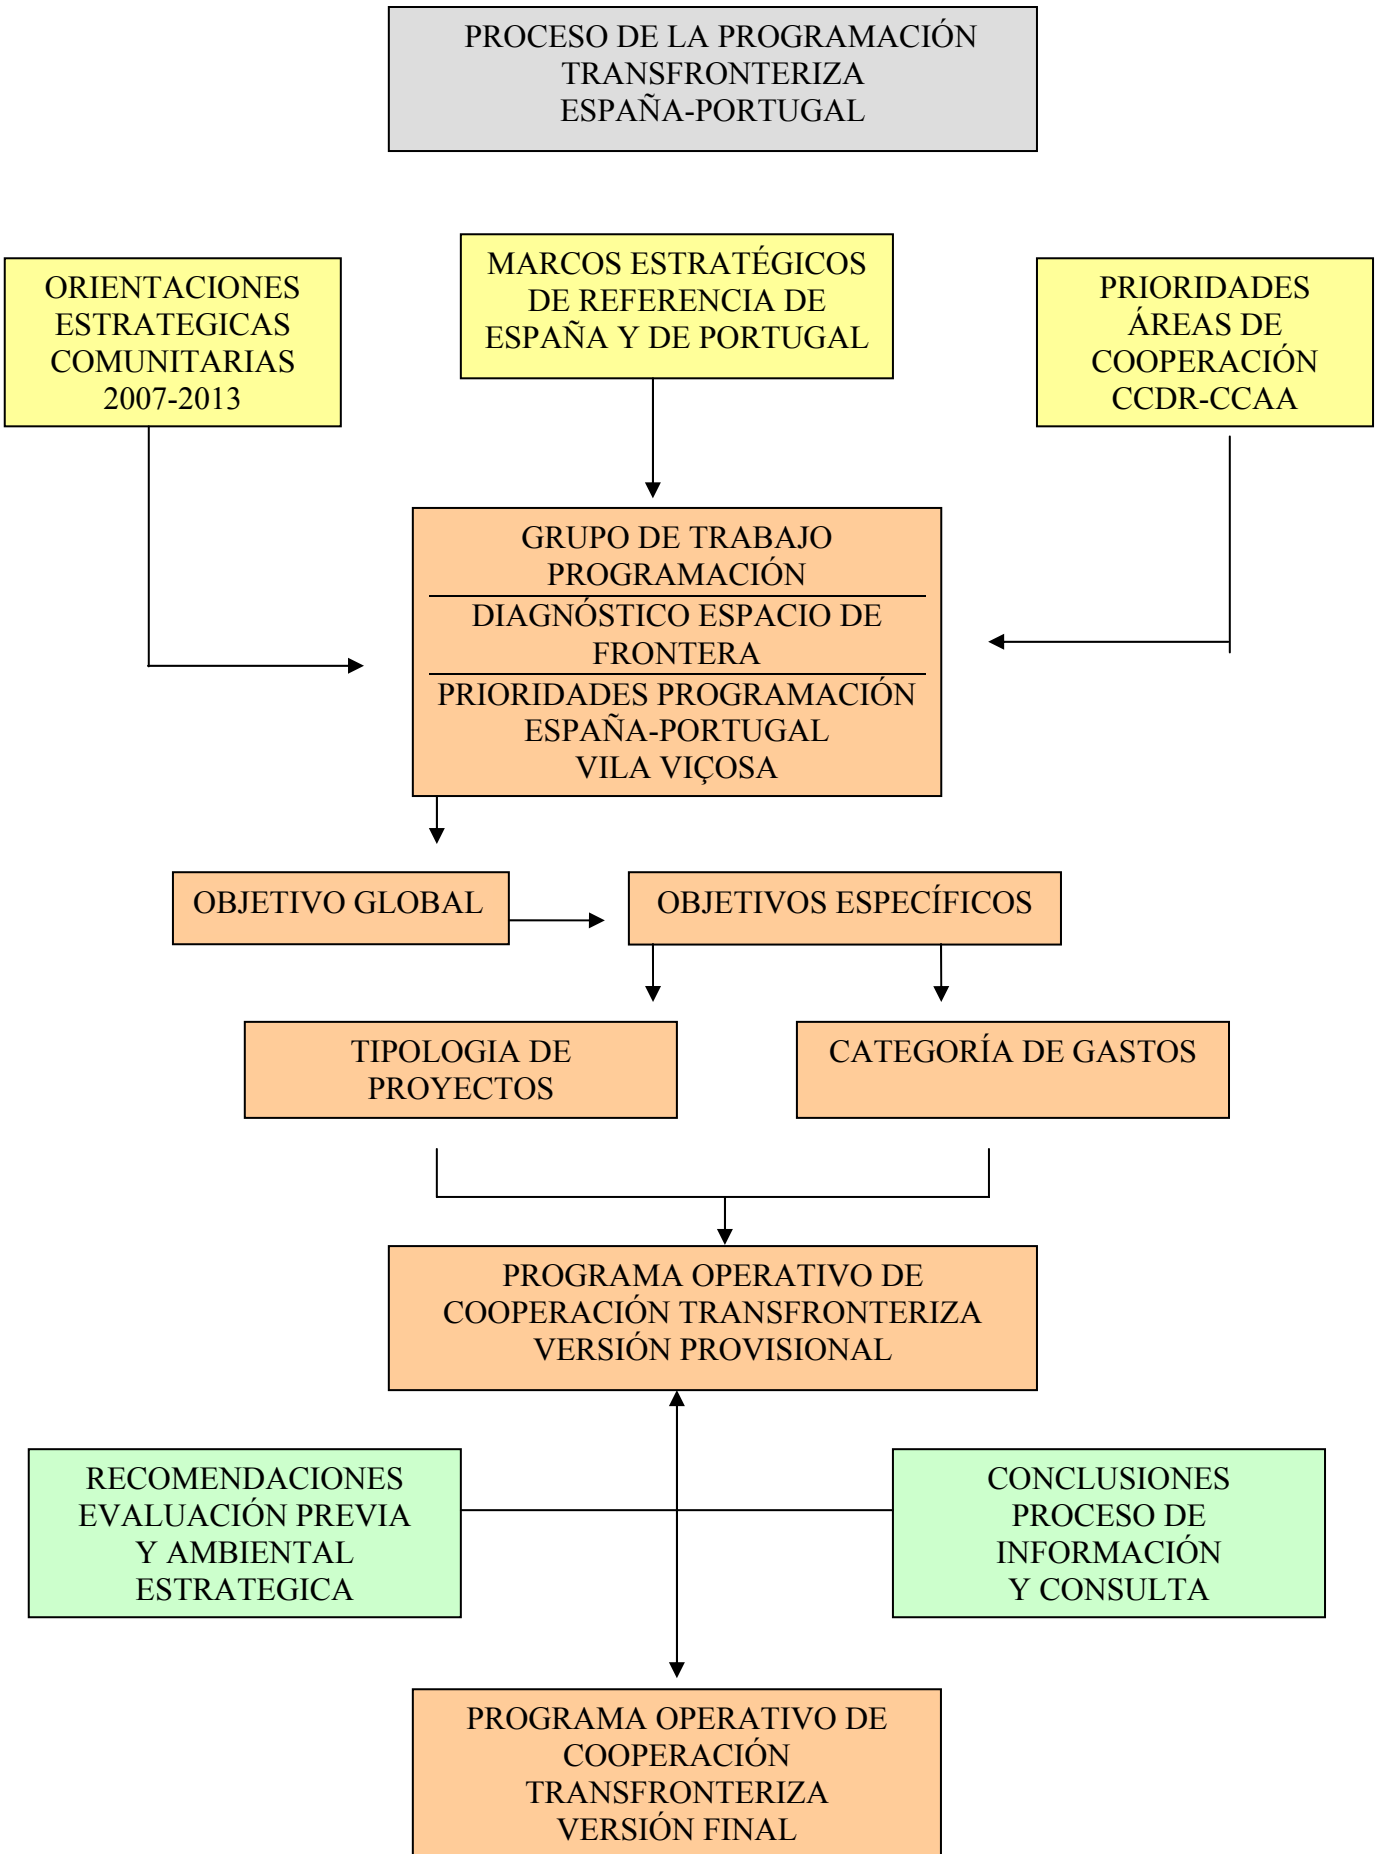 PROCESO DE LA PROGRAMACIÓN
TRANSFRONTERIZA
ESPAÑA-PORTUGAL
ORIENTACIONES
ESTRATEGICAS
COMUNITARIAS
2007-2013
MARCOS ESTRATÉGICOS
DE REFERENCIA DE
ESPAÑA Y DE PORTUGAL
PRIORIDADES
ÁREAS DE
COOPERACIÓN
CCDR-CCAA
GRUPO DE TRABAJO
PROGRAMACIÓN
DIAGNÓSTICO ESPACIO DE
FRONTERA
PRIORIDADES PROGRAMACIÓN
ESPAÑA-PORTUGAL
VILA VIÇOSA
OBJETIVO GLOBAL
OBJETIVOS ESPECÍFICOS
TIPOLOGIA DE
PROYECTOS
CATEGORÍA DE GASTOS
PROGRAMA OPERATIVO DE
COOPERACIÓN TRANSFRONTERIZA
VERSIÓN PROVISIONAL
RECOMENDACIONES
EVALUACIÓN PREVIA
Y AMBIENTAL
ESTRATEGICA
CONCLUSIONES
PROCESO DE
INFORMACIÓN
Y CONSULTA
PROGRAMA OPERATIVO DE
COOPERACIÓN
TRANSFRONTERIZA
VERSIÓN FINAL